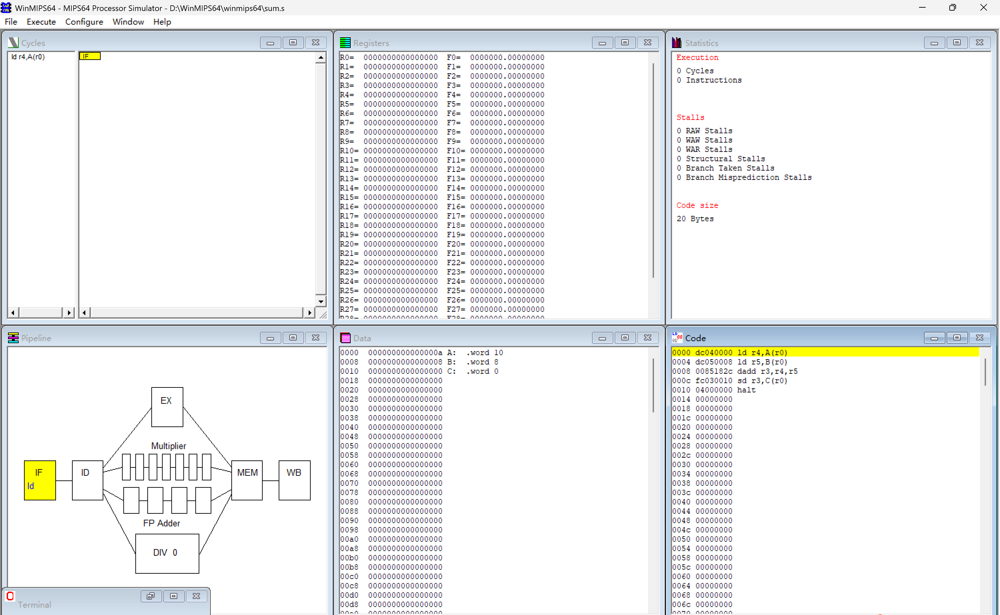 WinMIPS64 - MIPS64 Processor Simulator - D:\WinMIPS64\winmips64\sum.s
File Execute Configure Window Help
Cycles
ld r4,A(r0)
IF
Registers
R0= 0000000000000000 F0= 0000000.00000000
R1= 0000000000000000 F1= 0000000.00000000
R2= 0000000000000000 F2= 0000000.00000000
R3= 0000000000000000 F3= 0000000.00000000
R4= 0000000000000000 F4= 0000000.00000000
R5= 0000000000000000 F5= 0000000.00000000
R6= 0000000000000000 F6= 0000000.00000000
R7= 0000000000000000 F7= 0000000.00000000
R8= 0000000000000000 F8= 0000000.00000000
R9= 0000000000000000 F9= 0000000.00000000
R10= 0000000000000000 F10= 0000000.00000000
R11= 0000000000000000 F11= 0000000.00000000
R12= 0000000000000000 F12= 0000000.00000000
R13= 0000000000000000 F13= 0000000.00000000
R14= 0000000000000000 F14= 0000000.00000000
R15= 0000000000000000 F15= 0000000.00000000
R16= 0000000000000000 F16= 0000000.00000000
R17= 0000000000000000 F17= 0000000.00000000
R18= 0000000000000000 F18= 0000000.00000000
R19= 0000000000000000 F19= 0000000.00000000
R20= 0000000000000000 F20= 0000000.00000000
R21= 0000000000000000 F21= 0000000.00000000
R22= 0000000000000000 F22= 0000000.00000000
R23= 0000000000000000 F23= 0000000.00000000
R24= 0000000000000000 F24= 0000000.00000000
R25= 0000000000000000 F25= 0000000.00000000
R26= 0000000000000000 F26= 0000000.00000000
R27= 0000000000000000 F27= 0000000.00000000
R28= 0000000000000000 F28= 0000000.00000000
Statistics
Execution
0 Cycles
0 Instructions
Stalls
0 RAW Stalls
0 WAW Stalls
0 WAR Stalls
0 Structural Stalls
0 Branch Taken Stalls
0 Branch Misprediction Stalls
Code size
20 Bytes
Pipeline
EX
Multiplier
IF
ld
ID
MEM
WB
FP Adder
DIV 0
Terminal
Data
0000 000000000000000a A: .word 10
0008 0000000000000008 B: .word 8
0010 0000000000000000 C: .word 0
0018 0000000000000000
0020 0000000000000000
0028 0000000000000000
0030 0000000000000000
0038 0000000000000000
0040 0000000000000000
0048 0000000000000000
0050 0000000000000000
0058 0000000000000000
0060 0000000000000000
0068 0000000000000000
0070 0000000000000000
0078 0000000000000000
0080 0000000000000000
0088 0000000000000000
0090 0000000000000000
0098 0000000000000000
00a0 0000000000000000
00a8 0000000000000000
00b0 0000000000000000
00b8 0000000000000000
00c0 0000000000000000
00c8 0000000000000000
00d0 0000000000000000
00d8 0000000000000000
00e0 0000000000000000
Code
0000 dc040000 ld r4,A(r0)
0004 dc050008 ld r5,B(r0)
0008 0085182c dadd r3,r4,r5
000c fc030010 sd r3,C(r0)
0010 04000000 halt
0014 00000000
0018 00000000
001c 00000000
0020 00000000
0024 00000000
0028 00000000
002c 00000000
0030 00000000
0034 00000000
0038 00000000
003c 00000000
0040 00000000
0044 00000000
0048 00000000
004c 00000000
0050 00000000
0054 00000000
0058 00000000
005c 00000000
0060 00000000
0064 00000000
0068 00000000
006c 00000000
0070 00000000